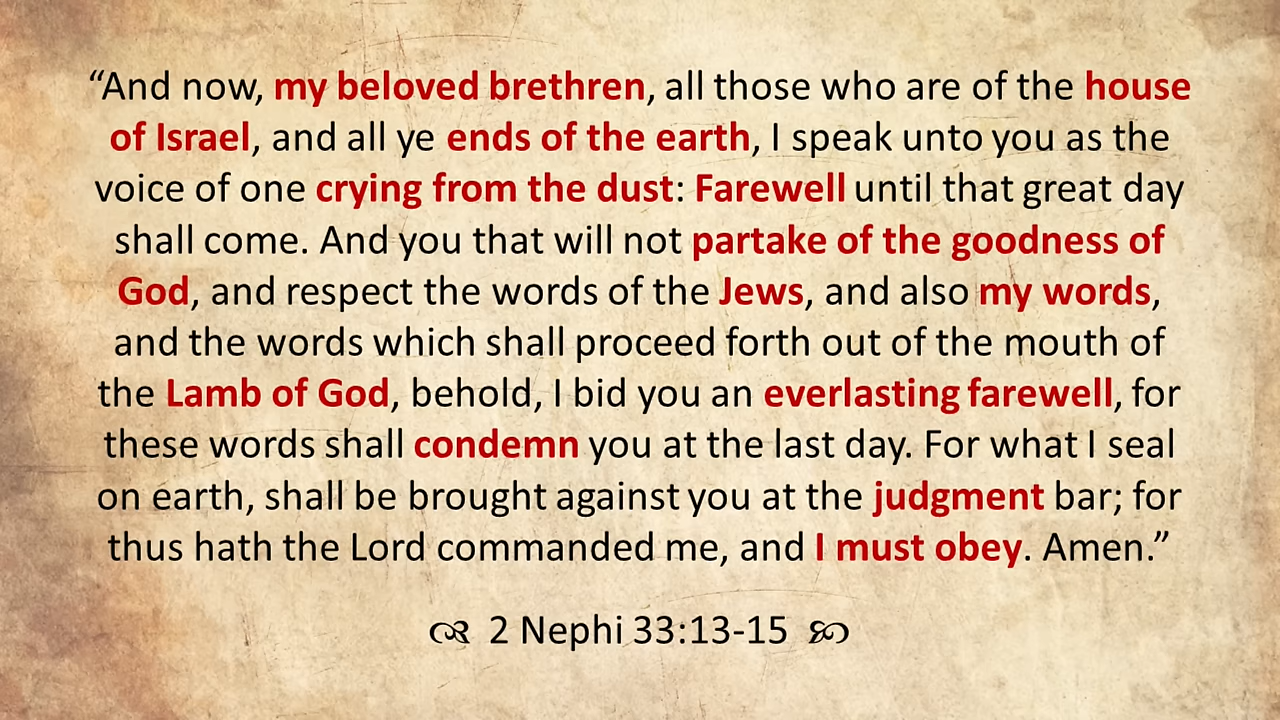 “And now, my beloved brethren, all those who are of the house
of Israel, and all ye ends of the earth, I speak unto you as the
voice of one crying from the dust: Farewell until that great day
shall come. And you that will not partake of the goodness of
God, and respect the words of the Jews, and also my words,
and the words which shall proceed forth out of the mouth of
the Lamb of God, behold, I bid you an everlasting farewell, for
these words shall condemn you at the last day. For what I seal
on earth, shall be brought against you at the judgment bar; for
thus hath the Lord commanded me, and I must obey. Amen.”
2 Nephi 33:13-15